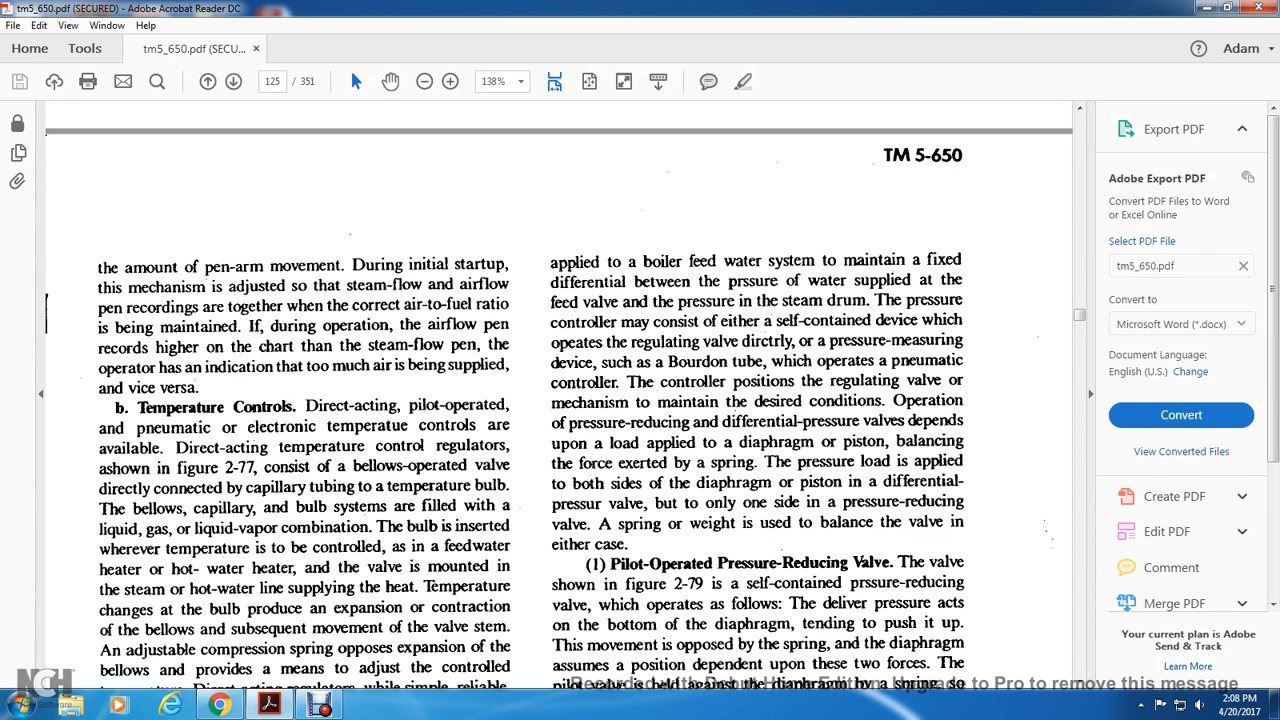 tm5_650.pdf (SECURED) - Adobe Acrobat Reader DC
File Edit View Window Help
Home Tools tm5_650.pdf (SECU... × Adam
125 / 351 138%
TM 5-650
the amount of pen-arm movement. During initial startup,
this mechanism is adjusted so that steam-flow and airflow
pen recordings are together when the correct air-to-fuel ratio
is being maintained. If, during operation, the airflow pen
records higher on the chart than the steam-flow pen, the
operator has an indication that too much air is being supplied,
and vice versa.
b. Temperature Controls. Direct-acting, pilot-operated,
and pneumatic or electronic temperatue controls are
available. Direct-acting temperature control regulators,
ashown in figure 2-77, consist of a bellows-operated valve
directly connected by capillary tubing to a temperature bulb.
The bellows, capillary, and bulb systems are filled with a
liquid, gas, or liquid-vapor combination. The bulb is inserted
wherever temperature is to be controlled, as in a feedwater
heater or hot- water heater, and the valve is mounted in
the steam or hot-water line supplying the heat. Temperature
changes at the bulb produce an expansion or contraction
of the bellows and subsequent movement of the valve stem.
An adjustable compression spring opposes expansion of the
bellows and provides a means to adjust the controlled
applied to a boiler feed water system to maintain a fixed
differential between the prssure of water supplied at the
feed valve and the pressure in the steam drum. The pressure
controller may consist of either a self-contained device which
opeates the regulating valve dirctrly, or a pressure-measuring
device, such as a Bourdon tube, which operates a pneumatic
controller. The controller positions the regulating valve or
mechanism to maintain the desired conditions. Operation
of pressure-reducing and differential-pressure valves depends
upon a load applied to a diaphragm or piston, balancing
the force exerted by a spring. The pressure load is applied
to both sides of the diaphragm or piston in a differential-
pressur valve, but to only one side in a pressure-reducing
valve. A spring or weight is used to balance the valve in
either case.
(1) Pilot-Operated Pressure-Reducing Valve. The valve
shown in figure 2-79 is a self-contained prssure-reducing
valve, which operates as follows: The deliver pressure acts
on the bottom of the diaphragm, tending to push it up.
This movement is opposed by the spring, and the diaphragm
assumes a position dependent upon these two forces. The
pilot valve is held against the diaphragm by a spring, so
Export PDF
Adobe Export PDF
Convert PDF Files to Word
or Excel Online
Select PDF File
tm5_650.pdf
Convert to
Microsoft Word (*.docx)
Document Language:
English (U.S.) Change
Convert
View Converted Files
Create PDF
Edit PDF
Comment
Merge PDF
Your current plan is Adobe
Send & Track
Learn More
NCH Software
to Pro to remove this message
2:08 PM
4/20/2017